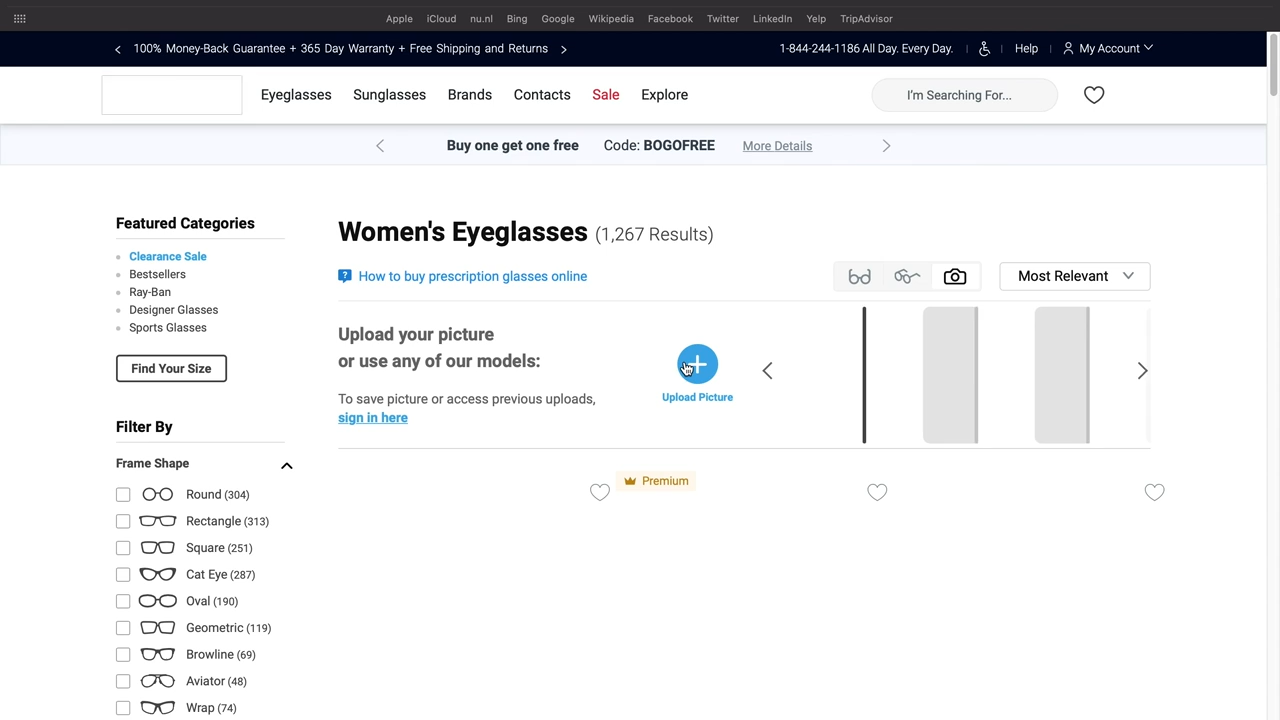 Apple iCloud nu.nl Bing Google Wikipedia Facebook Twitter LinkedIn Yelp TripAdvisor
100% Money-Back Guarantee + 365 Day Warranty + Free Shipping and Returns
1-844-244-1186 All Day. Every Day. Help My Account
Eyeglasses Sunglasses Brands Contacts Sale Explore
I'm Searching For...
Buy one get one free Code: BOGOFREE More Details
Featured Categories
Clearance Sale
Bestsellers
Ray-Ban
Designer Glasses
Sports Glasses
Find Your Size
Filter By
Frame Shape
Round (304)
Rectangle (313)
Square (251)
Cat Eye (287)
Oval (190)
Geometric (119)
Browline (69)
Aviator (48)
Wrap (74)
Women's Eyeglasses (1,267 Results)
? How to buy prescription glasses online
Most Relevant
Upload your picture
or use any of our models:
To save picture or access previous uploads,
sign in here
Upload Picture
Premium